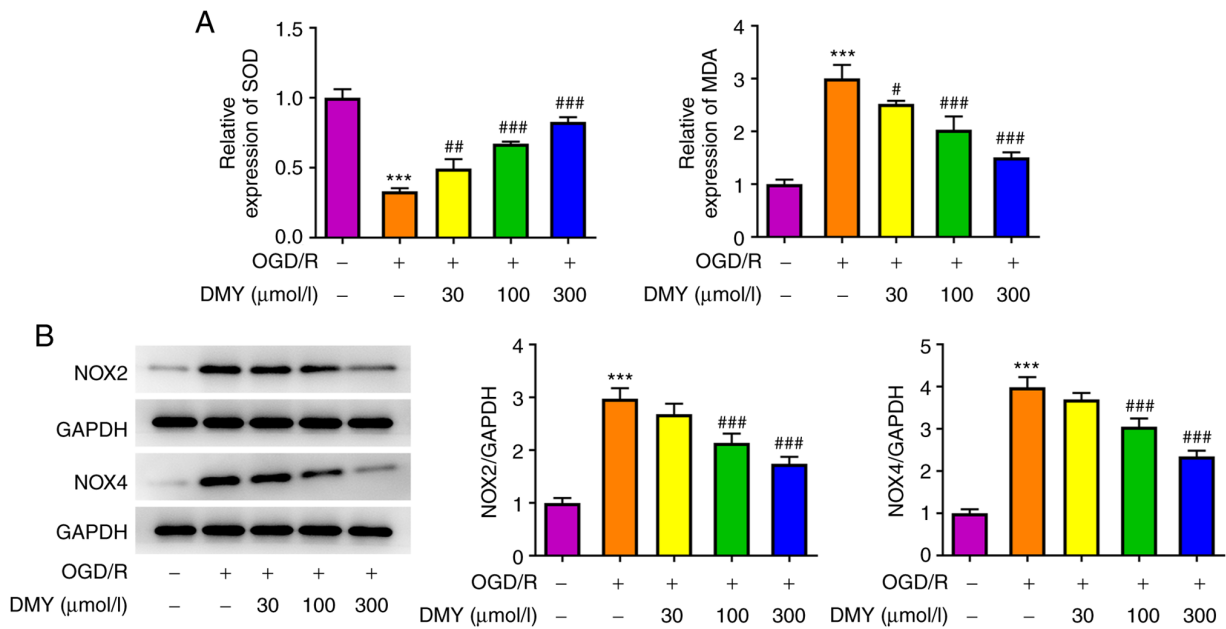 A
Relative
expression of SOD
1.5
1.0
0.5
0.0
***
##
###
###
OGD/R – + + + +
DMY (μmol/l) – – 30 100 300
Relative
expression of MDA
4
3
2
1
0
***
#
###
###
OGD/R – + + + +
DMY (μmol/l) – – 30 100 300
B
NOX2
GAPDH
NOX4
GAPDH
OGD/R – + + + +
DMY (μmol/l) – – 30 100 300
NOX2/GAPDH
4
3
2
1
0
***
###
###
OGD/R – + + + +
DMY (μmol/l) – – 30 100 300
NOX4/GAPDH
5
4
3
2
1
0
***
###
###
OGD/R – + + + +
DMY (μmol/l) – – 30 100 300